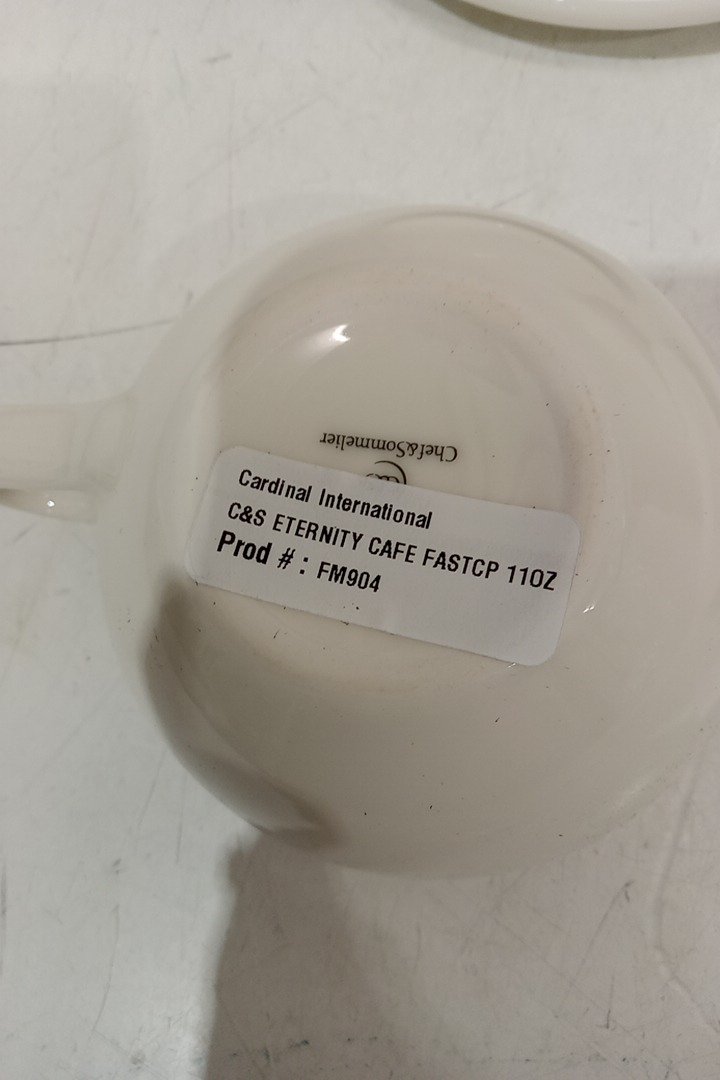 Chef&Sommelier
Cardinal International
C&S ETERNITY CAFE FASTCP 11OZ
Prod # : FM904